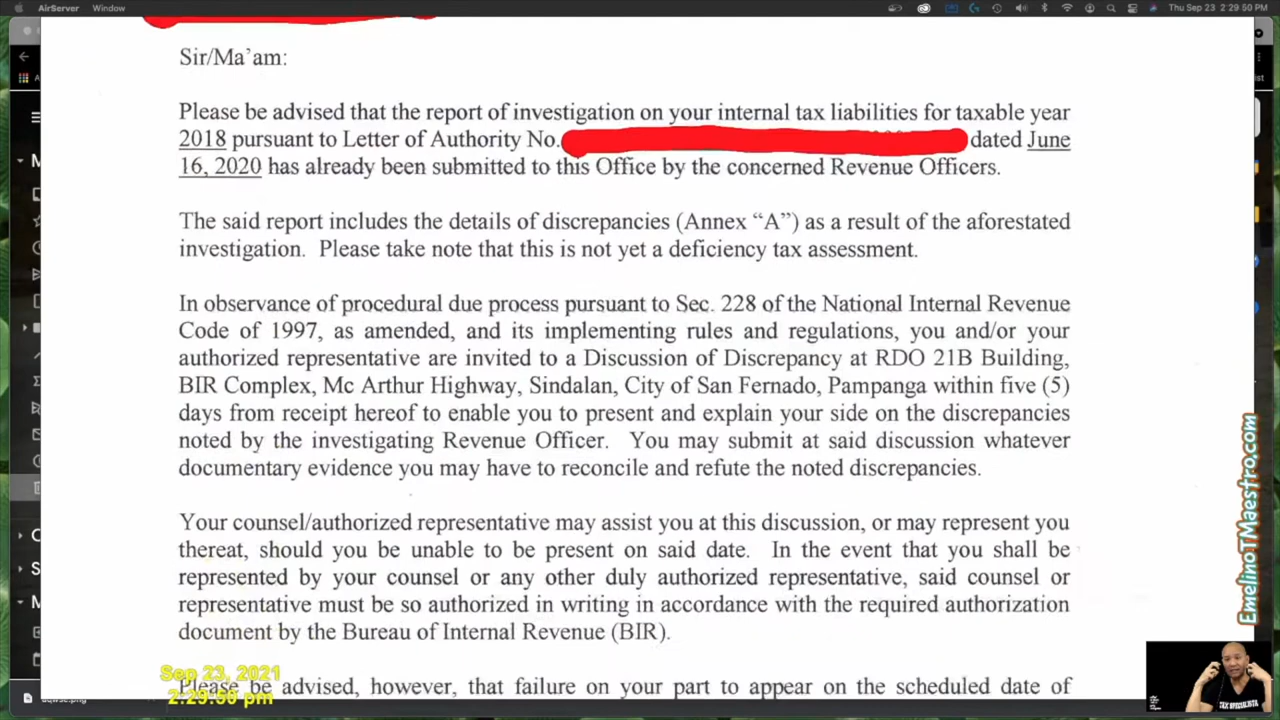 AirServer Window
Thu Sep 23 2:29:50 PM
Sir/Ma’am:
Please be advised that the report of investigation on your internal tax liabilities for taxable year
2018 pursuant to Letter of Authority No. dated June
16, 2020 has already been submitted to this Office by the concerned Revenue Officers.
The said report includes the details of discrepancies (Annex “A”) as a result of the aforestated
investigation. Please take note that this is not yet a deficiency tax assessment.
In observance of procedural due process pursuant to Sec. 228 of the National Internal Revenue
Code of 1997, as amended, and its implementing rules and regulations, you and/or your
authorized representative are invited to a Discussion of Discrepancy at RDO 21B Building,
BIR Complex, Mc Arthur Highway, Sindalan, City of San Fernado, Pampanga within five (5)
days from receipt hereof to enable you to present and explain your side on the discrepancies
noted by the investigating Revenue Officer. You may submit at said discussion whatever
documentary evidence you may have to reconcile and refute the noted discrepancies.
Your counsel/authorized representative may assist you at this discussion, or may represent you
thereat, should you be unable to be present on said date. In the event that you shall be
represented by your counsel or any other duly authorized representative, said counsel or
representative must be so authorized in writing in accordance with the required authorization
document by the Bureau of Internal Revenue (BIR).
Please be advised, however, that failure on your part to appear on the scheduled date of
Sep 23, 2021
2:29:50 pm
EmelinoTMaestro.com
TAX SPECIALISTA